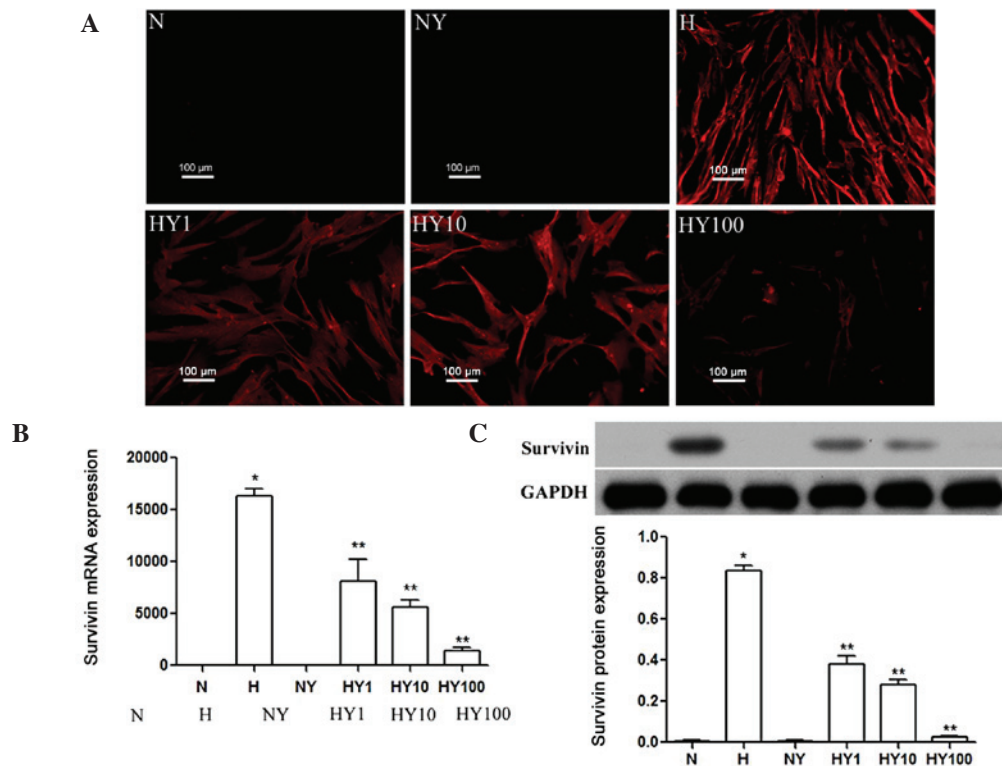 A
N
NY
H
100 µm
100 µm
100 µm
HY1
HY10
HY100
100 µm
100 µm
100 µm
B
Survivin mRNA expression
20000
15000
10000
5000
0
*
**
**
**
N H NY HY1 HY10 HY100
N H NY HY1 HY10 HY100
C
Survivin
GAPDH
Survivin protein expression
1.0
0.8
0.6
0.4
0.2
0.0
*
**
**
**
N H NY HY1 HY10 HY100